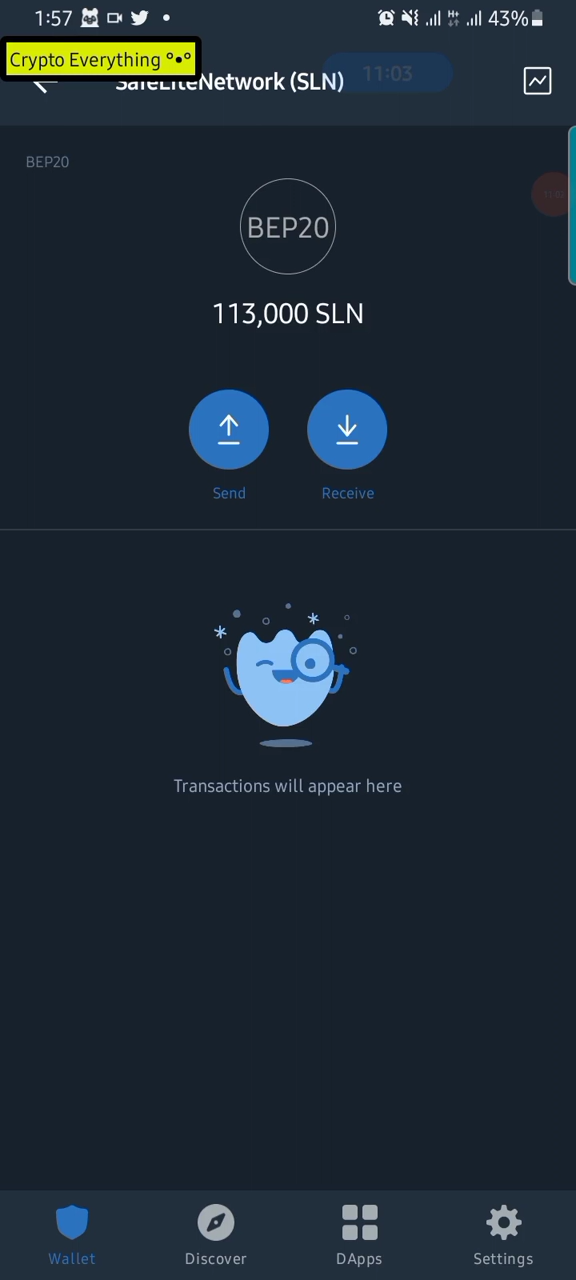 1:57
43%
Crypto Everything °•°
SafeLiteNetwork (SLN)
11:03
BEP20
BEP20
113,000 SLN
Send
Receive
Transactions will appear here
Wallet
Discover
DApps
Settings